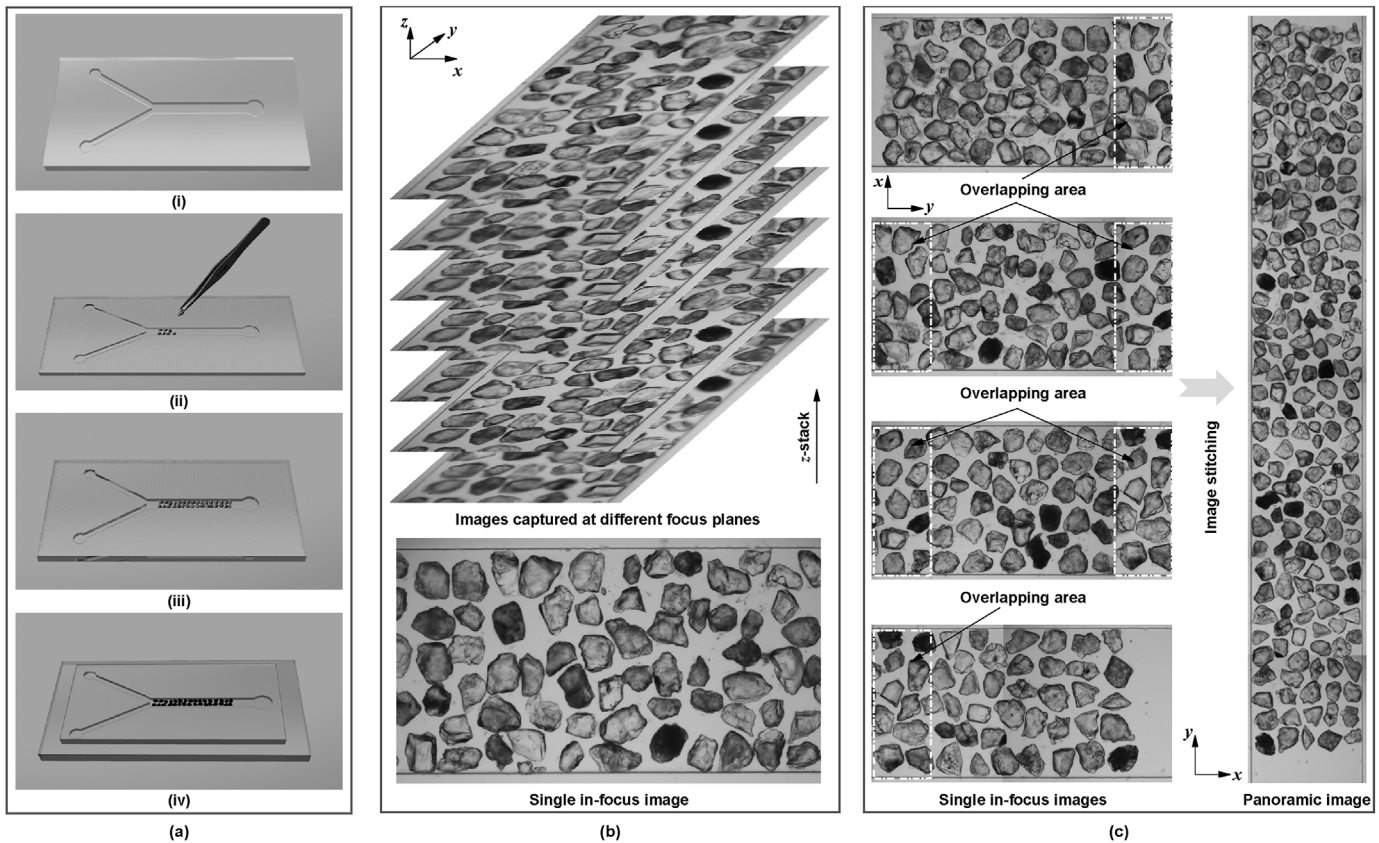 (i)
(ii)
(iii)
(iv)
(a)
z
y
x
z-stack
Images captured at different focus planes
Single in-focus image
(b)
Overlapping area
x
y
Overlapping area
Overlapping area
Single in-focus images
Image stitching
y
x
Panoramic image
(c)